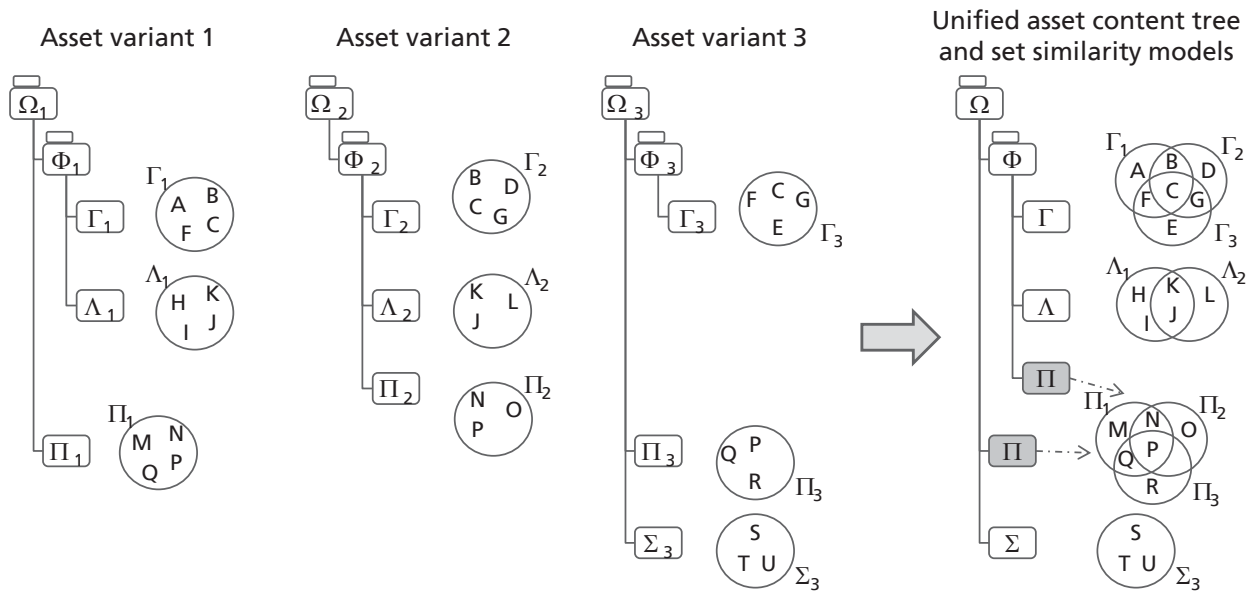 Asset variant 1
Ω1
Φ1
Γ1
Γ1
A B
F C
Λ1
Λ1
H K
I J
Π1
Π1
M N
Q P
Asset variant 2
Ω2
Φ2
Γ2
Γ2
B D
C G
Λ2
Λ2
K L
J
Π2
Π2
N O
P
Asset variant 3
Ω3
Φ3
Γ3
F C G
E
Γ3
Π3
Q P
R
Π3
Σ3
S
T U
Σ3
Unified asset content tree
and set similarity models
Ω
Φ
Γ
Γ1 Γ2
A B D
F C G
E
Γ3
Λ
Λ1 Λ2
H K L
I J
Π
Π
Π1 Π2
M N O
Q P
R
Π3
Σ
S
T U
Σ3